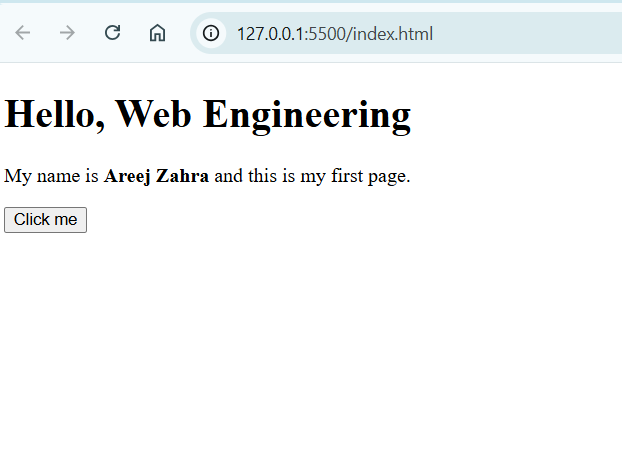 127.0.0.1:5500/index.html
Hello, Web Engineering
My name is Areej Zahra and this is my first page.
Click me